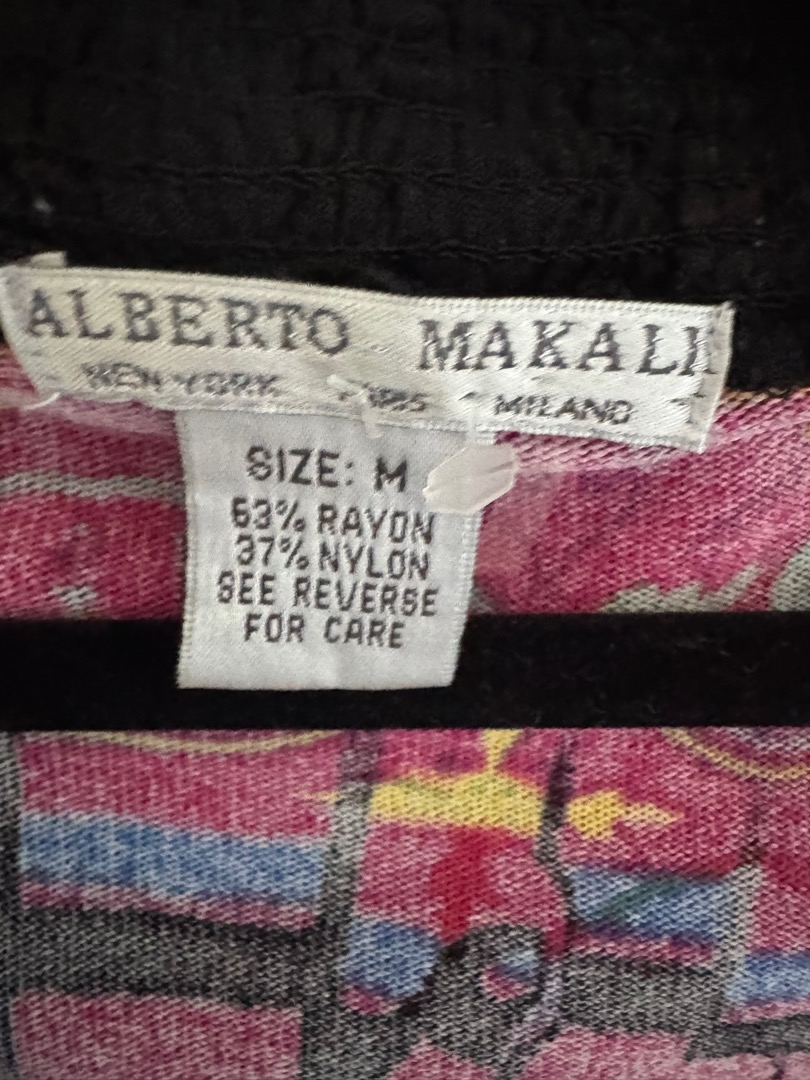 ALBERTO MAKALI
NEW YORK PARIS MILANO
SIZE: M
63% RAYON
37% NYLON
SEE REVERSE
FOR CARE